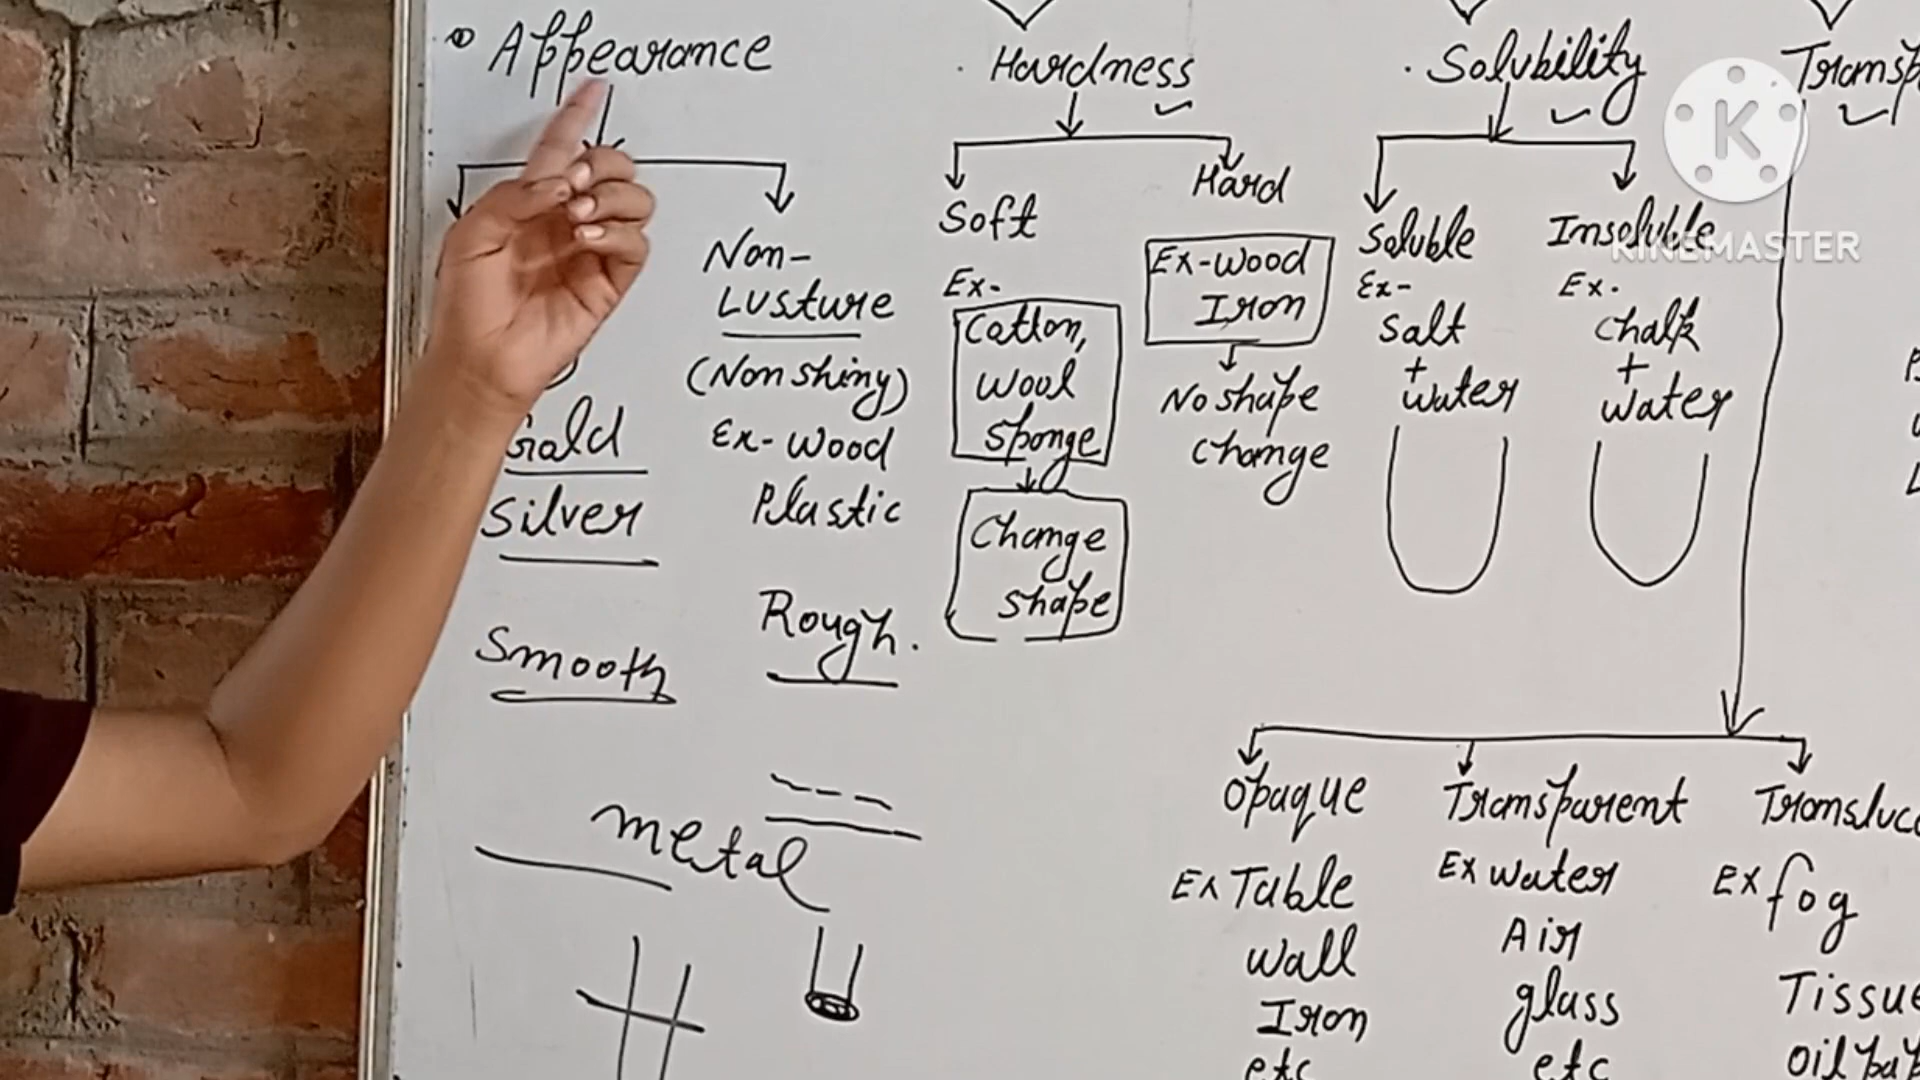 Appearance
Non-
Lusture
(Non shiny)
Ex- Wood
Plastic
Gold
Silver
Smooth
Rough.
metal
Hardness
Soft
Ex-
Cotton,
Wool
Sponge
Change
shape
Hard
Ex-Wood
Iron
No shape
change
Solubility
Soluble
Ex-
Salt
+
water
Insoluble
Ex.
Chalk
+
water
K
KINEMASTER
Opaque
Ex Table
Wall
Iron
etc
Transparent
Ex water
Air
glass
etc
Ex fog
Tissue
Oil